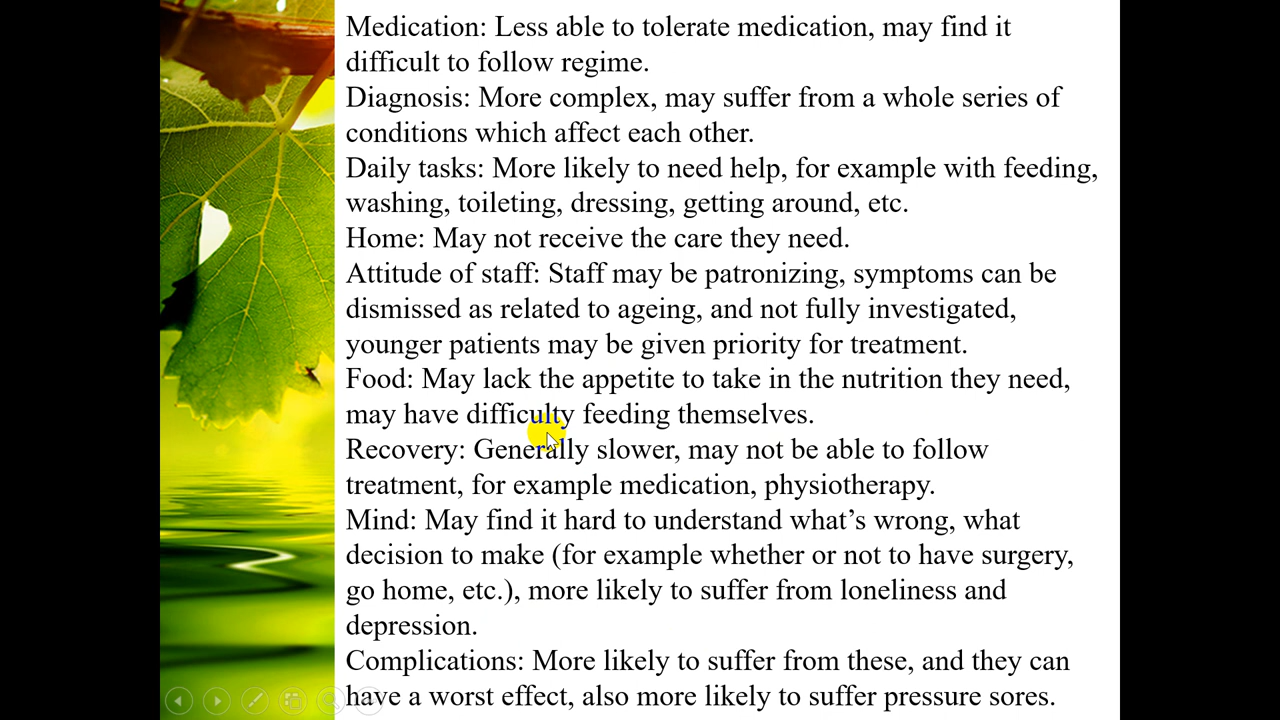 Medication: Less able to tolerate medication, may find it
difficult to follow regime.
Diagnosis: More complex, may suffer from a whole series of
conditions which affect each other.
Daily tasks: More likely to need help, for example with feeding,
washing, toileting, dressing, getting around, etc.
Home: May not receive the care they need.
Attitude of staff: Staff may be patronizing, symptoms can be
dismissed as related to ageing, and not fully investigated,
younger patients may be given priority for treatment.
Food: May lack the appetite to take in the nutrition they need,
may have difficulty feeding themselves.
Recovery: Generally slower, may not be able to follow
treatment, for example medication, physiotherapy.
Mind: May find it hard to understand what’s wrong, what
decision to make (for example whether or not to have surgery,
go home, etc.), more likely to suffer from loneliness and
depression.
Complications: More likely to suffer from these, and they can
have a worst effect, also more likely to suffer pressure sores.